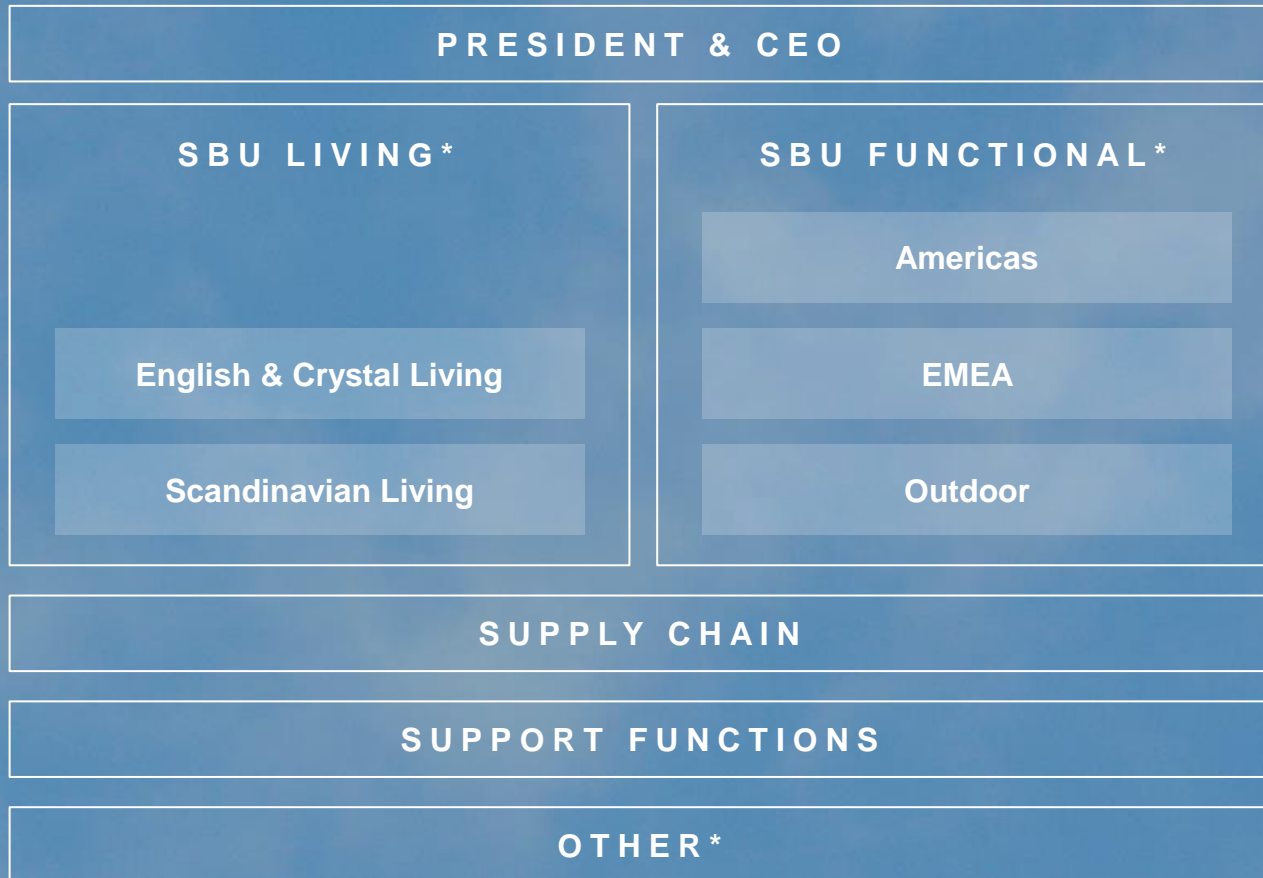 PRESIDENT & CEO
SBU LIVING*
English & Crystal Living
Scandinavian Living
SBU FUNCTIONAL*
Americas
EMEA
Outdoor
SUPPLY CHAIN
SUPPORT FUNCTIONS
OTHER*